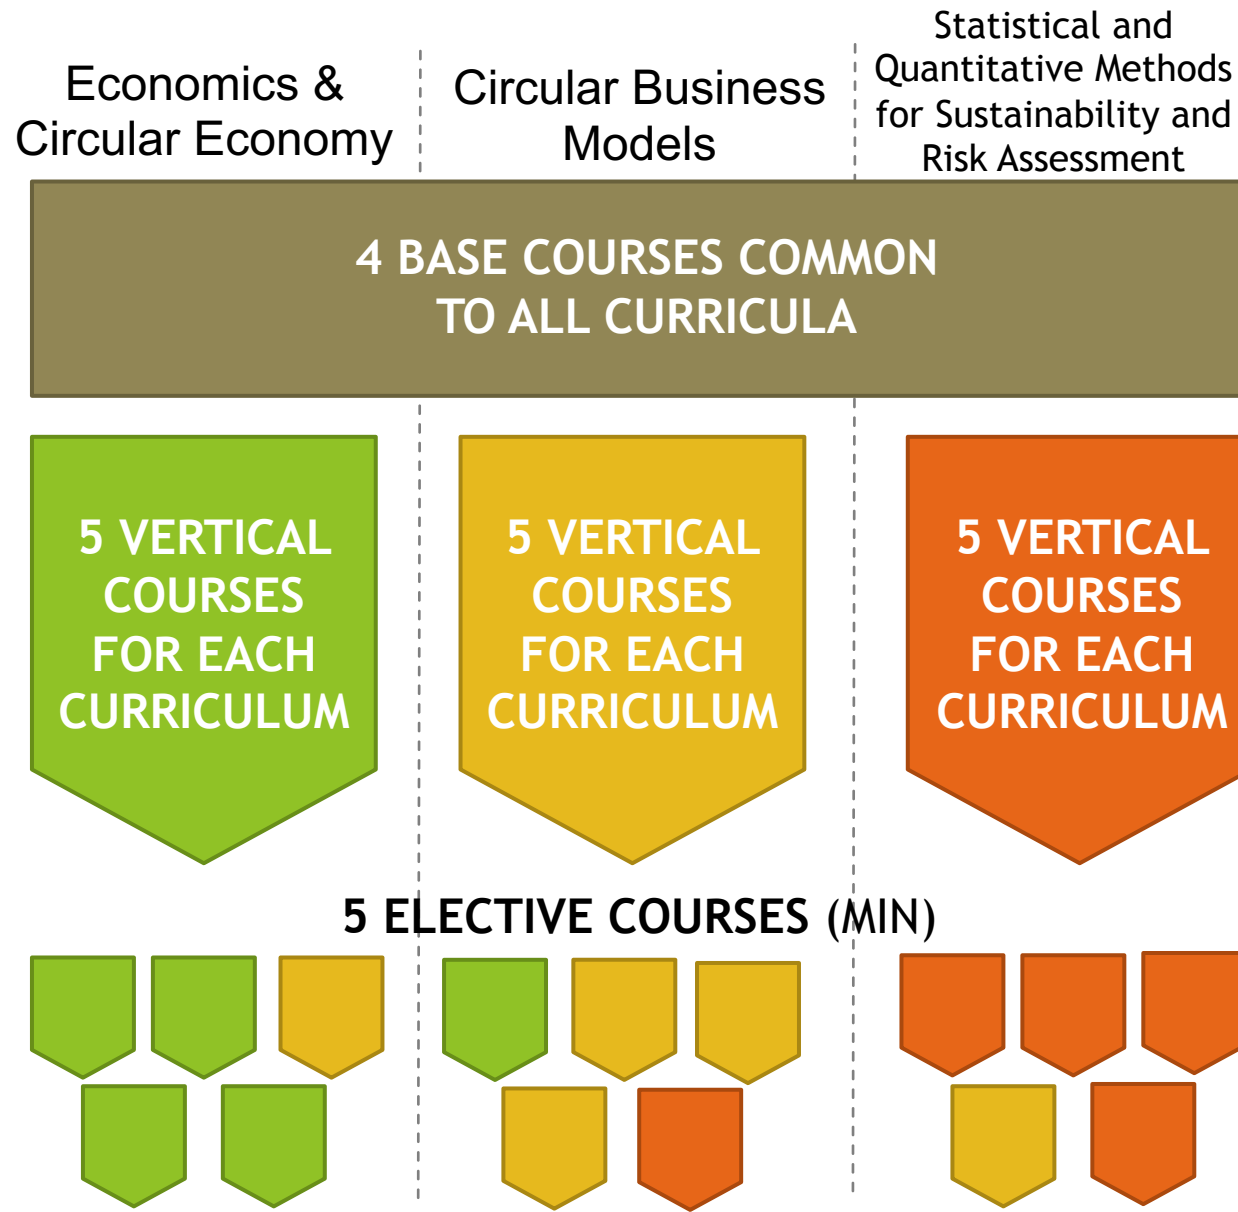 Economics &
Circular Economy
Circular Business
Models
Statistical and
Quantitative Methods
for Sustainability and
Risk Assessment
4 BASE COURSES COMMON
TO ALL CURRICULA
5 VERTICAL
COURSES
FOR EACH
CURRICULUM
5 VERTICAL
COURSES
FOR EACH
CURRICULUM
5 VERTICAL
COURSES
FOR EACH
CURRICULUM
5 ELECTIVE COURSES (MIN)